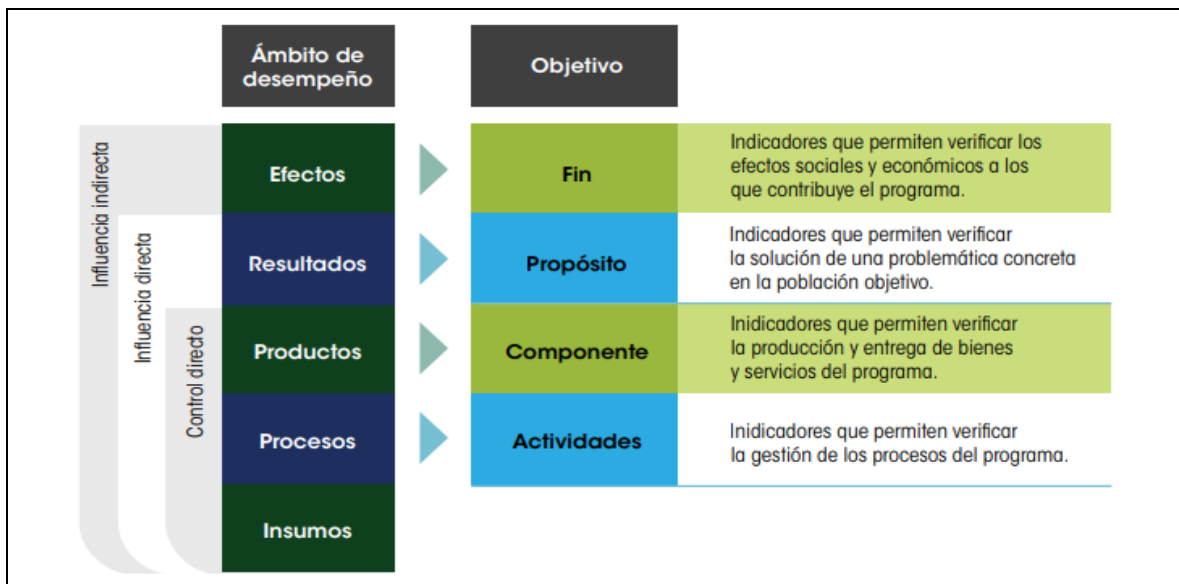 Ámbito de
desempeño
Objetivo
Influencia indirecta
Influencia directa
Control directo
Efectos
Fin
Indicadores que permiten verificar los
efectos sociales y económicos a los
que contribuye el programa.
Resultados
Propósito
Indicadores que permiten verificar
la solución de una problemática concreta
en la población objetivo.
Productos
Componente
Inidicadores que permiten verificar
la producción y entrega de bienes
y servicios del programa.
Procesos
Actividades
Inidicadores que permiten verificar
la gestión de los procesos del programa.
Insumos